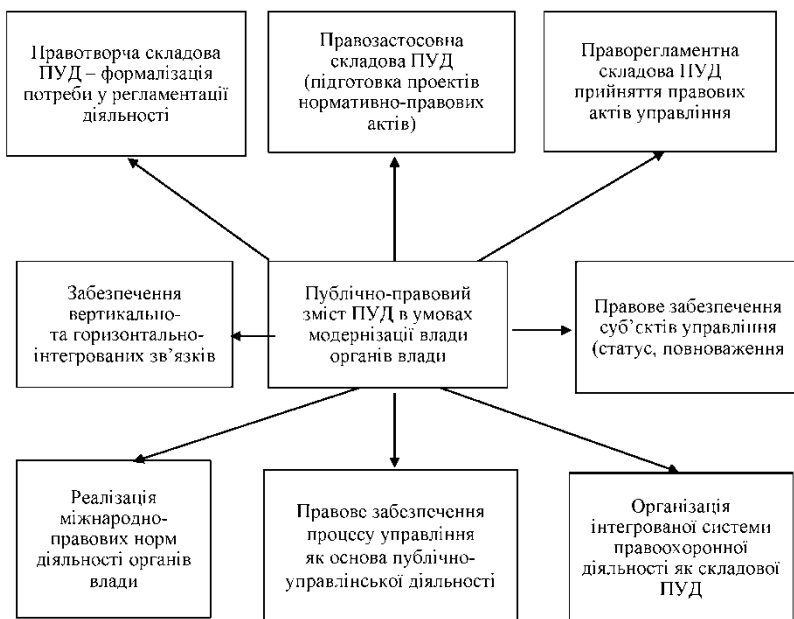 Правотворча складова
ПУД – формалізація
потреби у регламентації
діяльності
Правозастосовна
складова ПУД
(підготовка проектів
нормативно-правових
актів)
Праворегламентна
складова ПУД
прийняття правових
актів управління
Забезпечення
вертикально-
та горизонтально-
інтегрованих зв’язків
Публічно-правовий
зміст ПУД в умовах
модернізації влади
органів влади
Правове забезпечення
суб’єктів управління
(статус, повноваження
Реалізація
міжнародно-
правових норм
діяльності органів
влади
Правове забезпечення
процесу управління
як основа публічно-
управлінської діяльності
Організація
інтегрованої системи
правоохоронної
діяльності як складової
ПУД